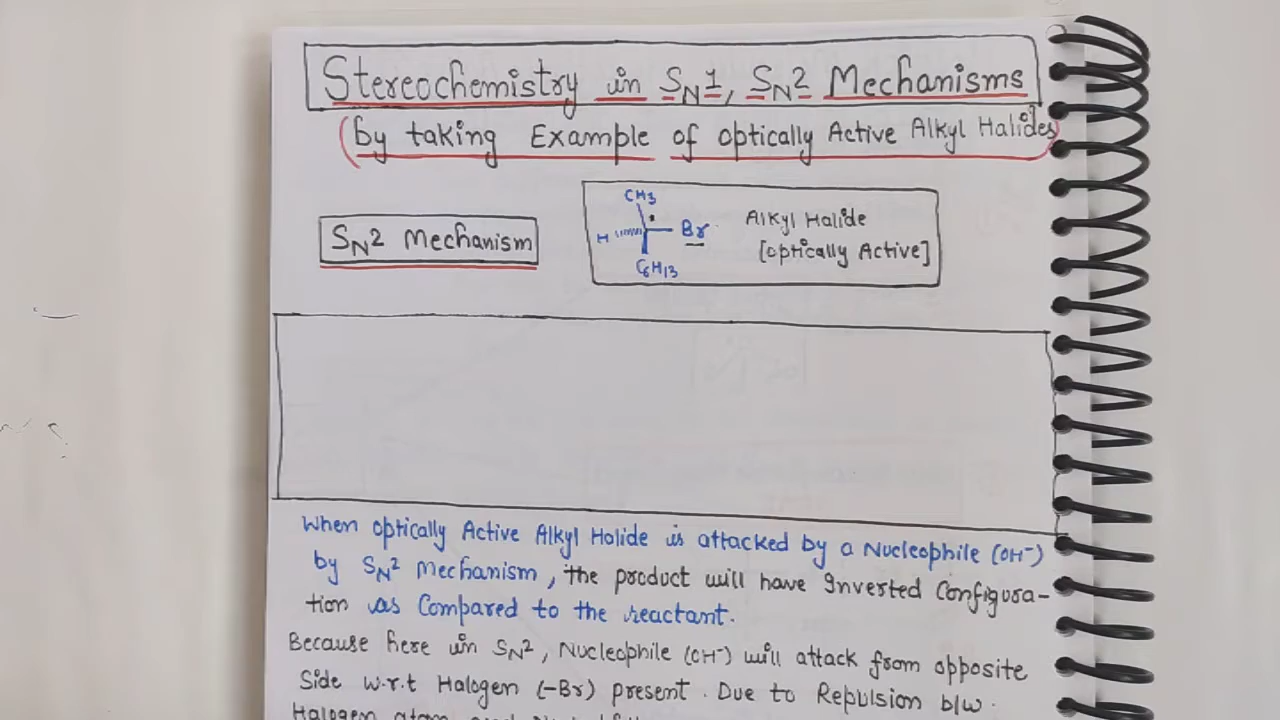 Stereochemistry in SN1, SN2 Mechanisms
(By taking Example of optically Active Alkyl Halides)
SN2 Mechanism
CH3
H
Br
C6H13
Alkyl Halide
[optically Active]
When optically Active Alkyl Halide is attacked by a Nucleophile (OH⁻)
by SN2 Mechanism, the product will have Inverted Configura-
tion as Compared to the reactant.
Because here in SN2, Nucleophile (OH⁻) will attack from opposite
Side w.r.t Halogen (-Br) present. Due to Repulsion b/w.
Halogen atom and